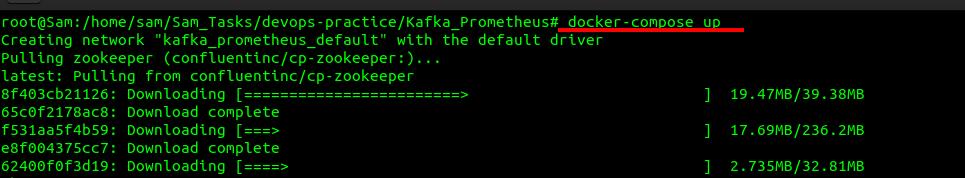 root@Sam:/home/sam/Sam_Tasks/devops-practice/Kafka_Prometheus# docker-compose up
Creating network "kafka_prometheus_default" with the default driver
Pulling zookeeper (confluentinc/cp-zookeeper:)...
latest: Pulling from confluentinc/cp-zookeeper
8f403cb21126: Downloading [=========================>                         ]  19.47MB/39.38MB
65c0f2178ac8: Download complete
f531aa5f4b59: Downloading [===>                                               ]  17.69MB/236.2MB
e8f004375cc7: Download complete
62400f0f3d19: Downloading [====>                                              ]  2.735MB/32.81MB